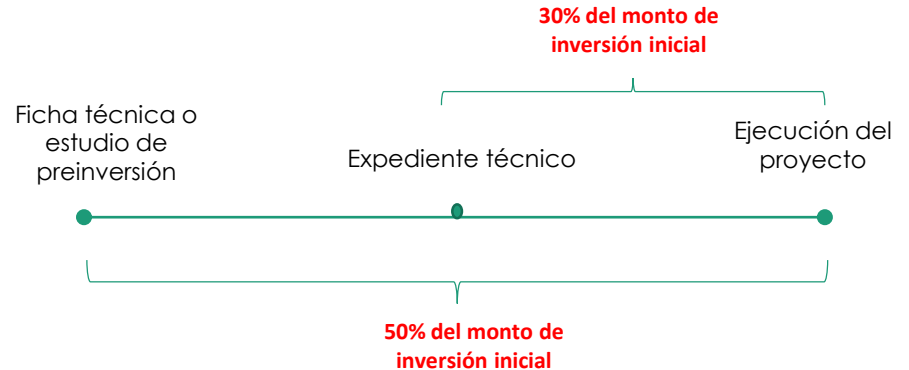 30% del monto de
inversión inicial
Ficha técnica o
estudio de
preinversión
Expediente técnico
Ejecución del
proyecto
50% del monto de
inversión inicial